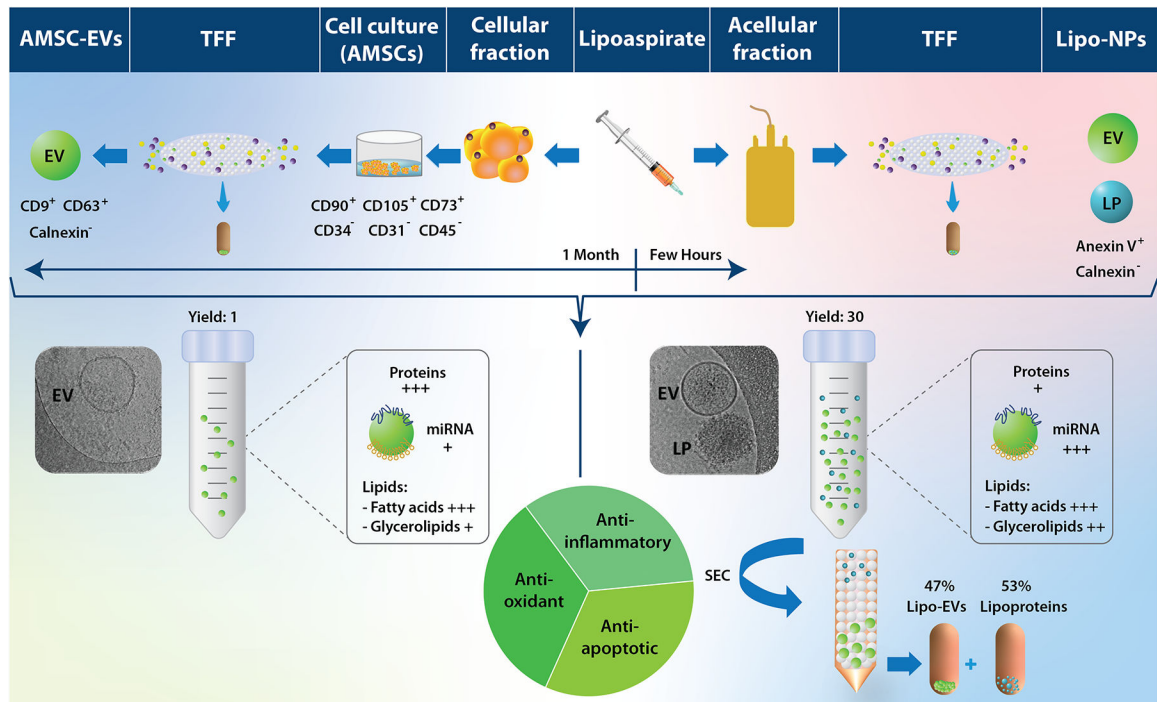 AMSC-EVs
TFF
Cell culture
(AMSCs)
Cellular
fraction
Lipoaspirate
Acellular
fraction
TFF
Lipo-NPs
EV
CD9+ CD63+
Calnexin-
CD90+ CD105+ CD73+
CD34- CD31- CD45-
EV
LP
Anexin V+
Calnexin-
1 Month
Few Hours
Yield: 1
EV
Proteins
+++
miRNA
+
Lipids:
- Fatty acids +++
- Glycerolipids +
Yield: 30
EV
LP
Proteins
+
miRNA
+++
Lipids:
- Fatty acids +++
- Glycerolipids ++
Anti-
inflammatory
Anti-
oxidant
Anti-
apoptotic
SEC
47%
Lipo-EVs
+
53%
Lipoproteins